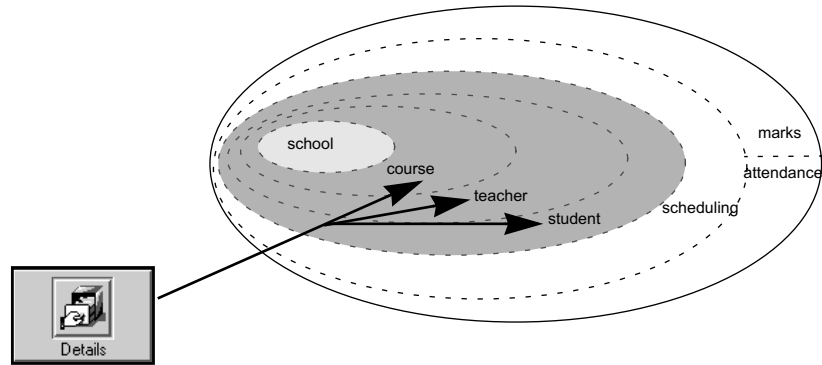 marks
school
course
attendance
teacher
scheduling
student
Details